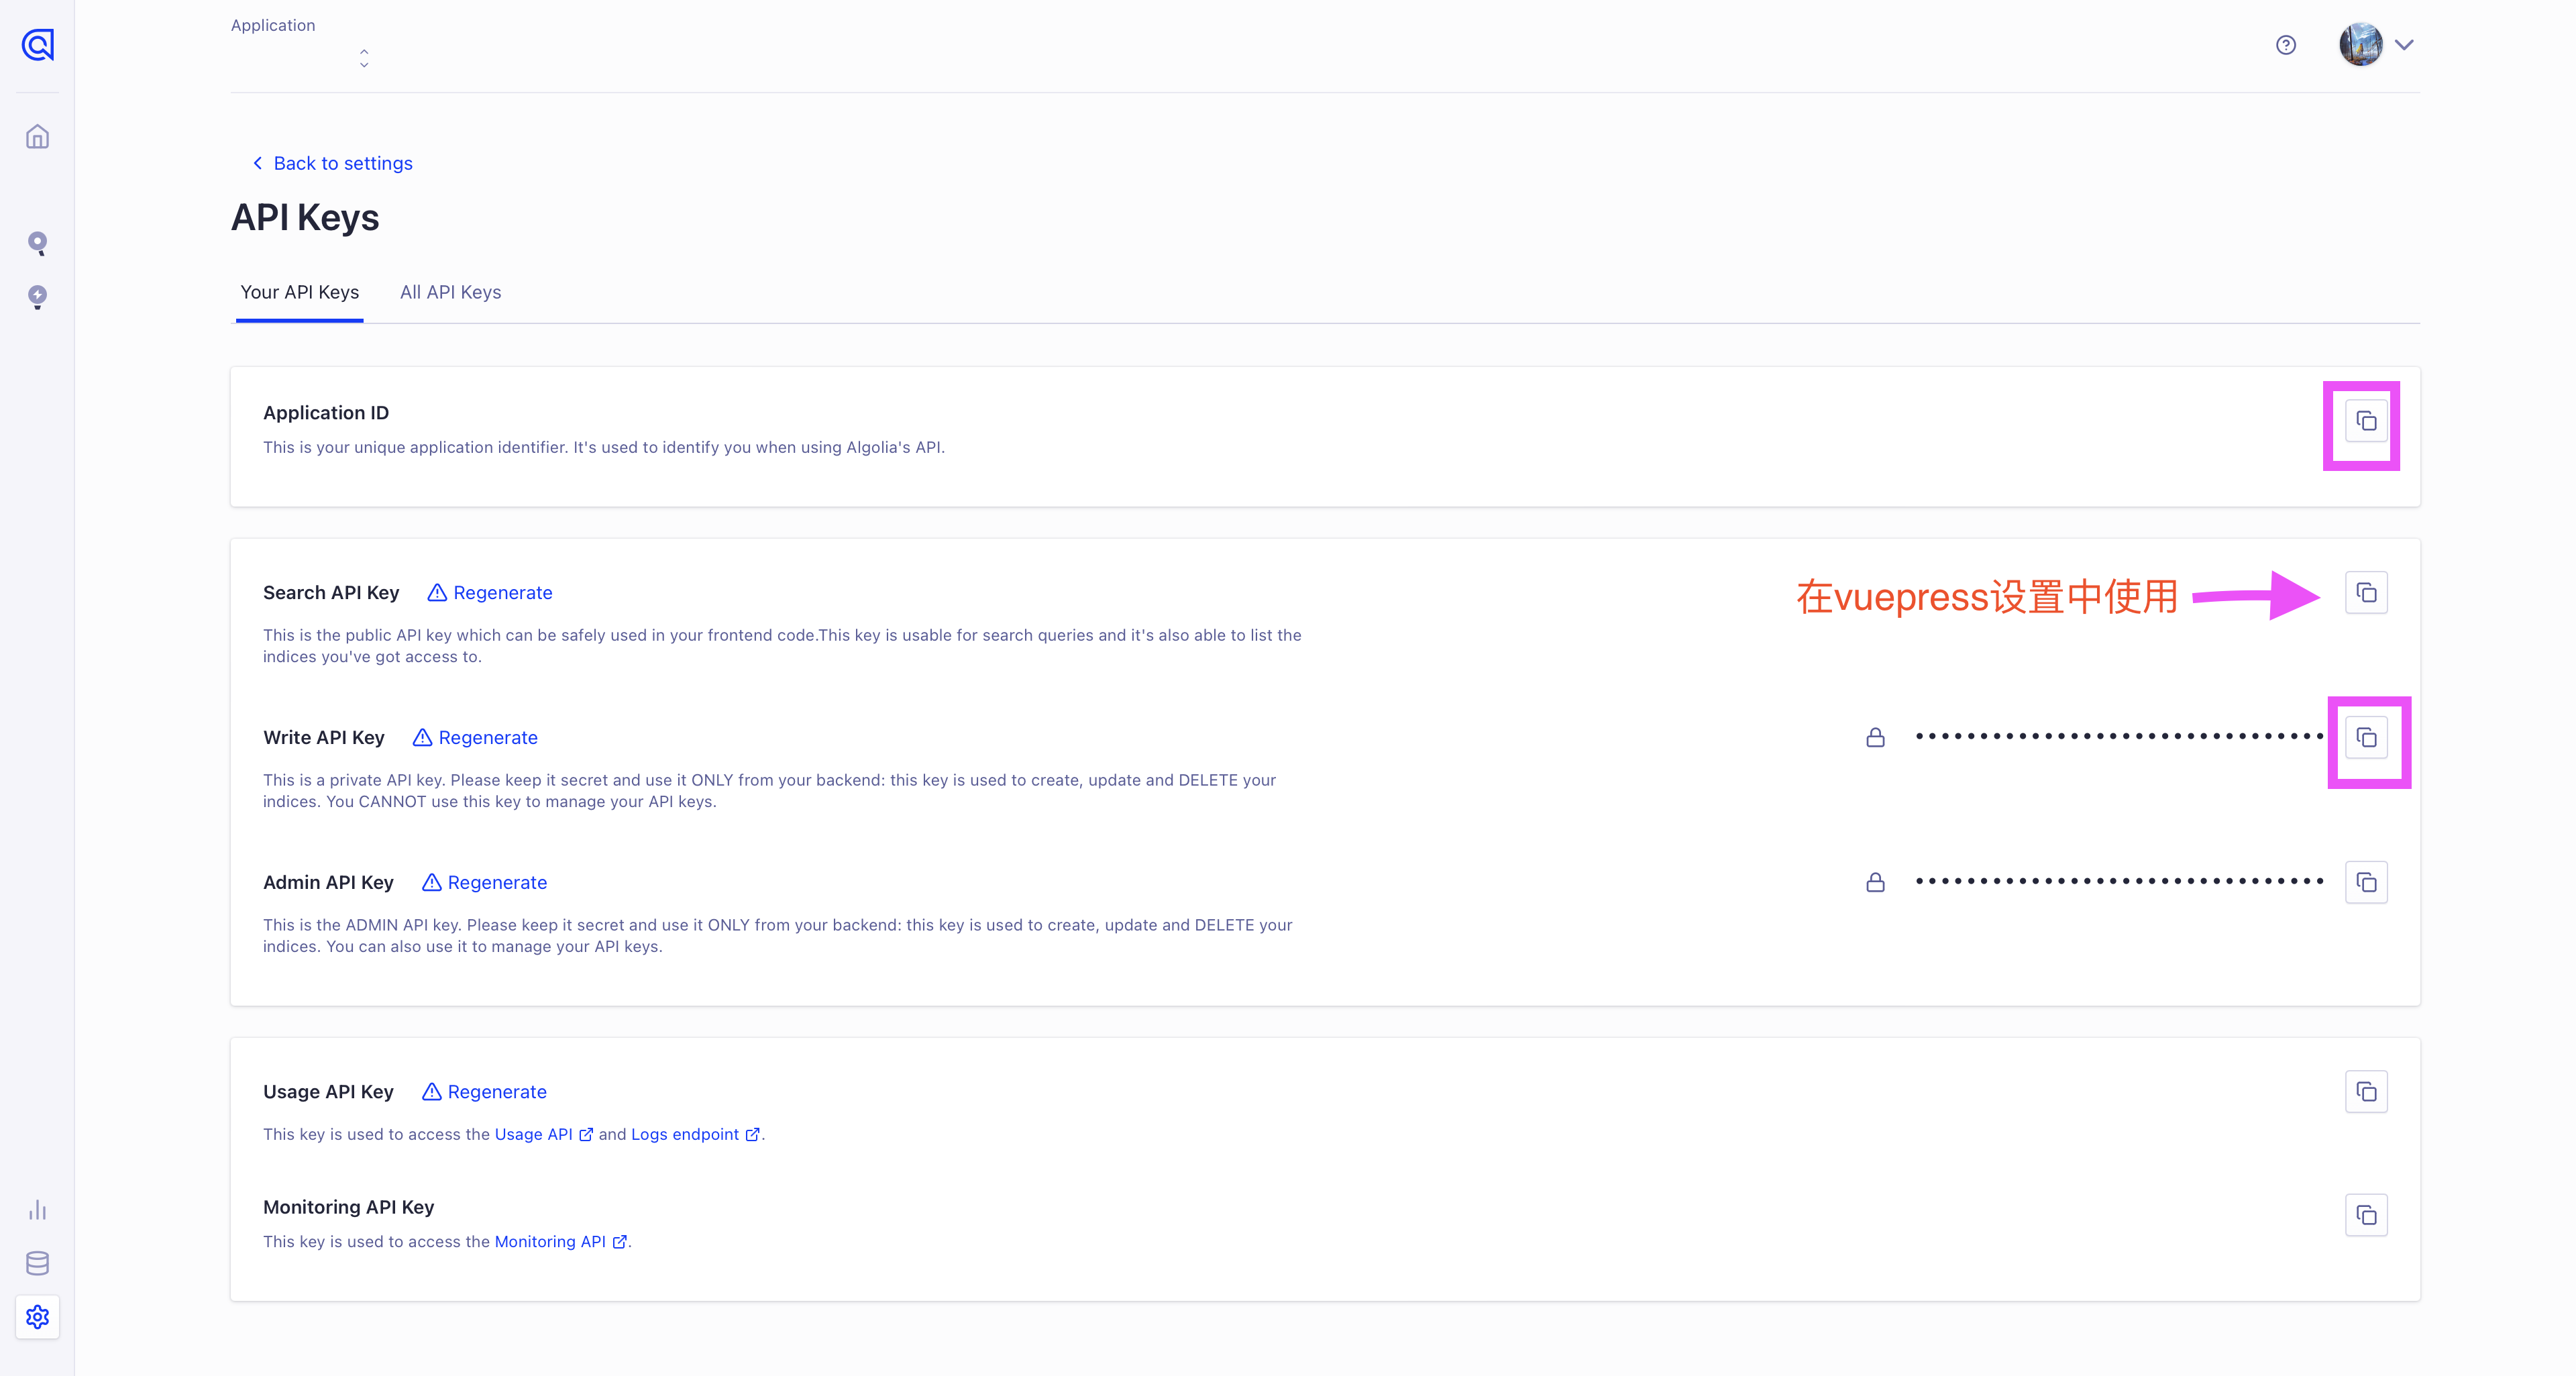 Application
Back to settings
API Keys
Your API Keys
All API Keys
Application ID
This is your unique application identifier. It's used to identify you when using Algolia's API.
Search API Key
Regenerate
在vuepress设置中使用
This is the public API key which can be safely used in your frontend code.This key is usable for search queries and it's also able to list the
indices you've got access to.
Write API Key
Regenerate
This is a private API key. Please keep it secret and use it ONLY from your backend: this key is used to create, update and DELETE your
indices. You CANNOT use this key to manage your API keys.
Admin API Key
Regenerate
This is the ADMIN API key. Please keep it secret and use it ONLY from your backend: this key is used to create, update and DELETE your
indices. You can also use it to manage your API keys.
Usage API Key
Regenerate
This key is used to access the Usage API and Logs endpoint.
Monitoring API Key
This key is used to access the Monitoring API.